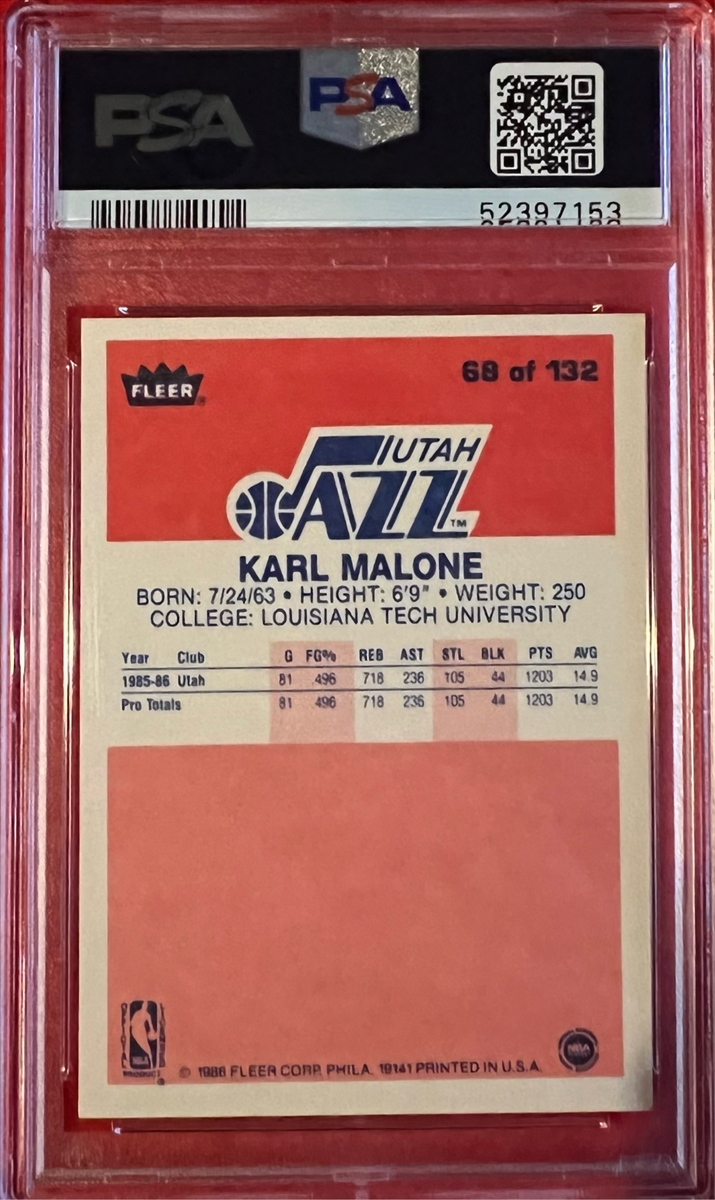 PSA
PSA
52397153
FLEER
68 of 132
UTAH
JAZZ
TM
KARL MALONE
BORN: 7/24/63 • HEIGHT: 6'9" • WEIGHT: 250
COLLEGE: LOUISIANA TECH UNIVERSITY
Year Club G FG% REB AST STL BLK PTS AVG
1985-86 Utah 81 .496 718 236 105 44 1203 14.9
Pro Totals 81 .496 718 236 105 44 1203 14.9
NBA
PRODUCT
© 1986 FLEER CORP. PHILA. 19141 PRINTED IN U.S.A.